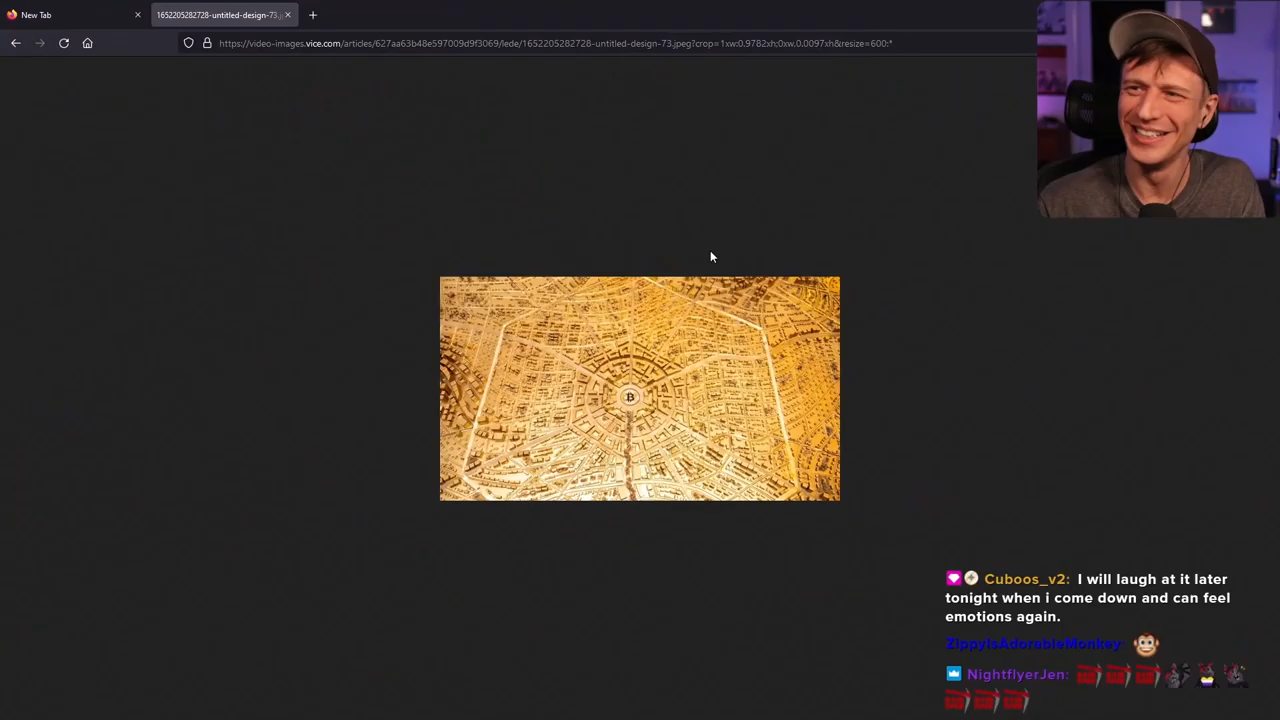 New Tab
1652205282728-untitled-design-73.j
https://video-images.vice.com/articles/627aa63b48e597009d9f3069/lede/1652205282728-untitled-design-73.jpeg?crop=1xw:0.9782xh;0xw,0.0097xh&resize=600:*
B
Cuboos_v2: I will laugh at it later
tonight when i come down and can feel
emotions again.
ZippyIsAdorableMonkey:
NightflyerJen: